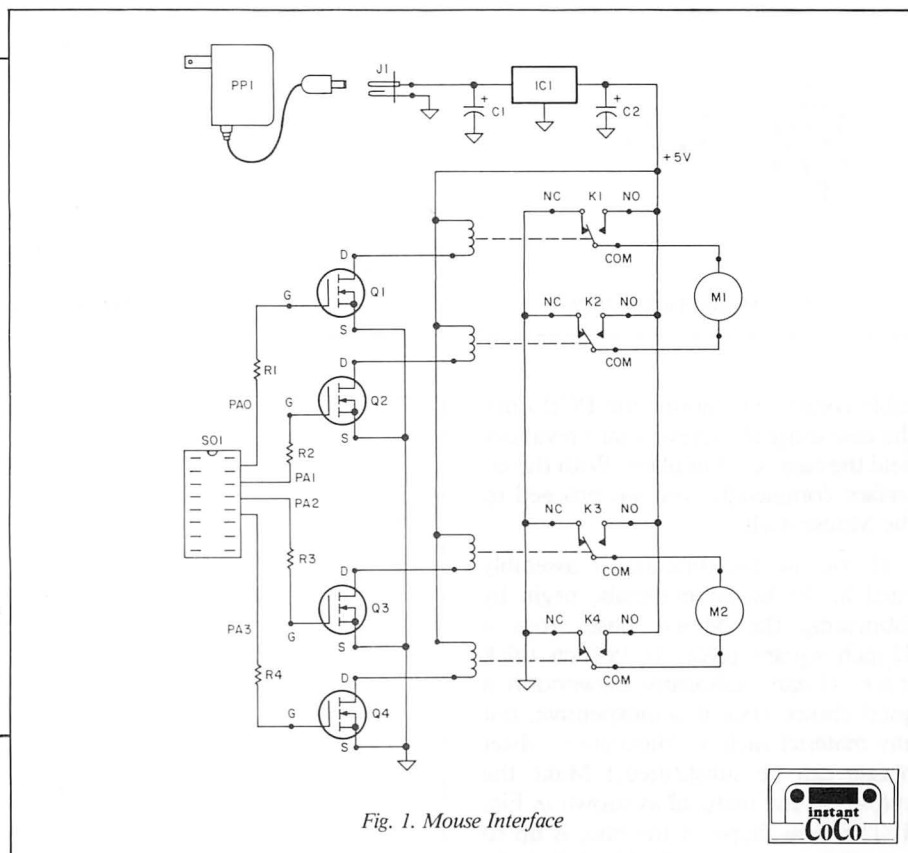 PP1
J1
IC1
C1
C2
+
+
+5V
NC K1 NO
COM
D
Q1
G
S
M1
NC K2 NO
COM
R1
D
Q2
G
S
PA0
SO1
R2
PA1
PA2
R3
NC K3 NO
COM
D
Q3
G
S
M2
PA3
R4
NC K4 NO
COM
D
Q4
G
S
Fig. 1. Mouse Interface
instant
CoCo